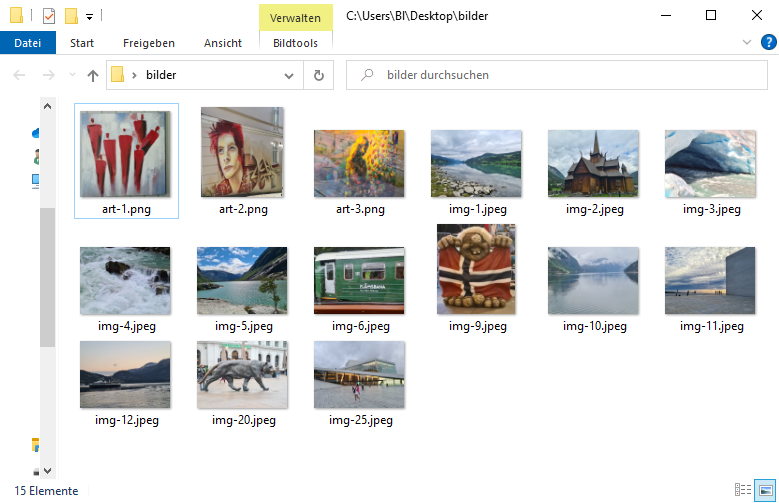 Verwalten
C:\Users\BI\Desktop\bilder
Datei Start Freigeben Ansicht Bildtools
bilder
bilder durchsuchen
art-1.png art-2.png art-3.png img-1.jpeg img-2.jpeg img-3.jpeg
FLÅMSBANA
img-4.jpeg img-5.jpeg img-6.jpeg img-9.jpeg img-10.jpeg img-11.jpeg
img-12.jpeg img-20.jpeg img-25.jpeg
15 Elemente